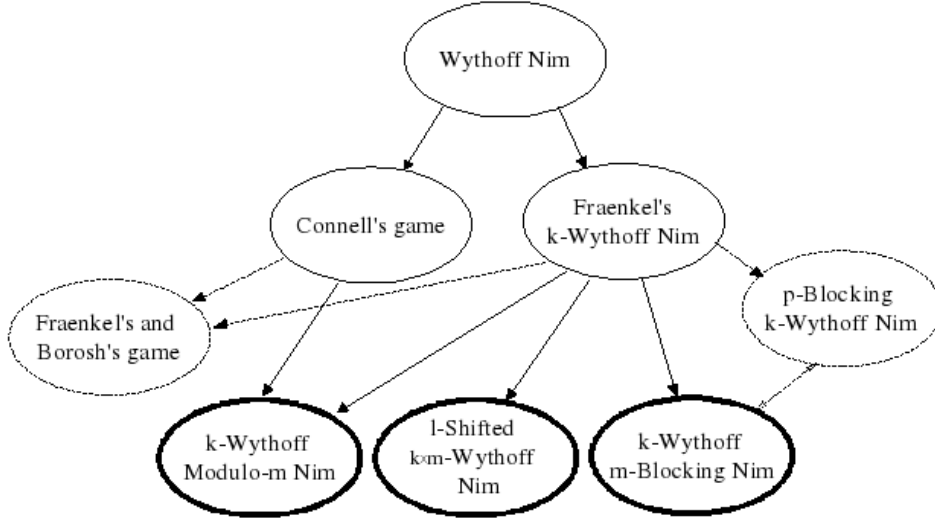 Wythoff Nim
Connell's game
Fraenkel's
k-Wythoff Nim
p-Blocking
k-Wythoff Nim
Fraenkel's and
Borosh's game
k-Wythoff
Modulo-m Nim
l-Shifted
k×m-Wythoff
Nim
k-Wythoff
m-Blocking Nim